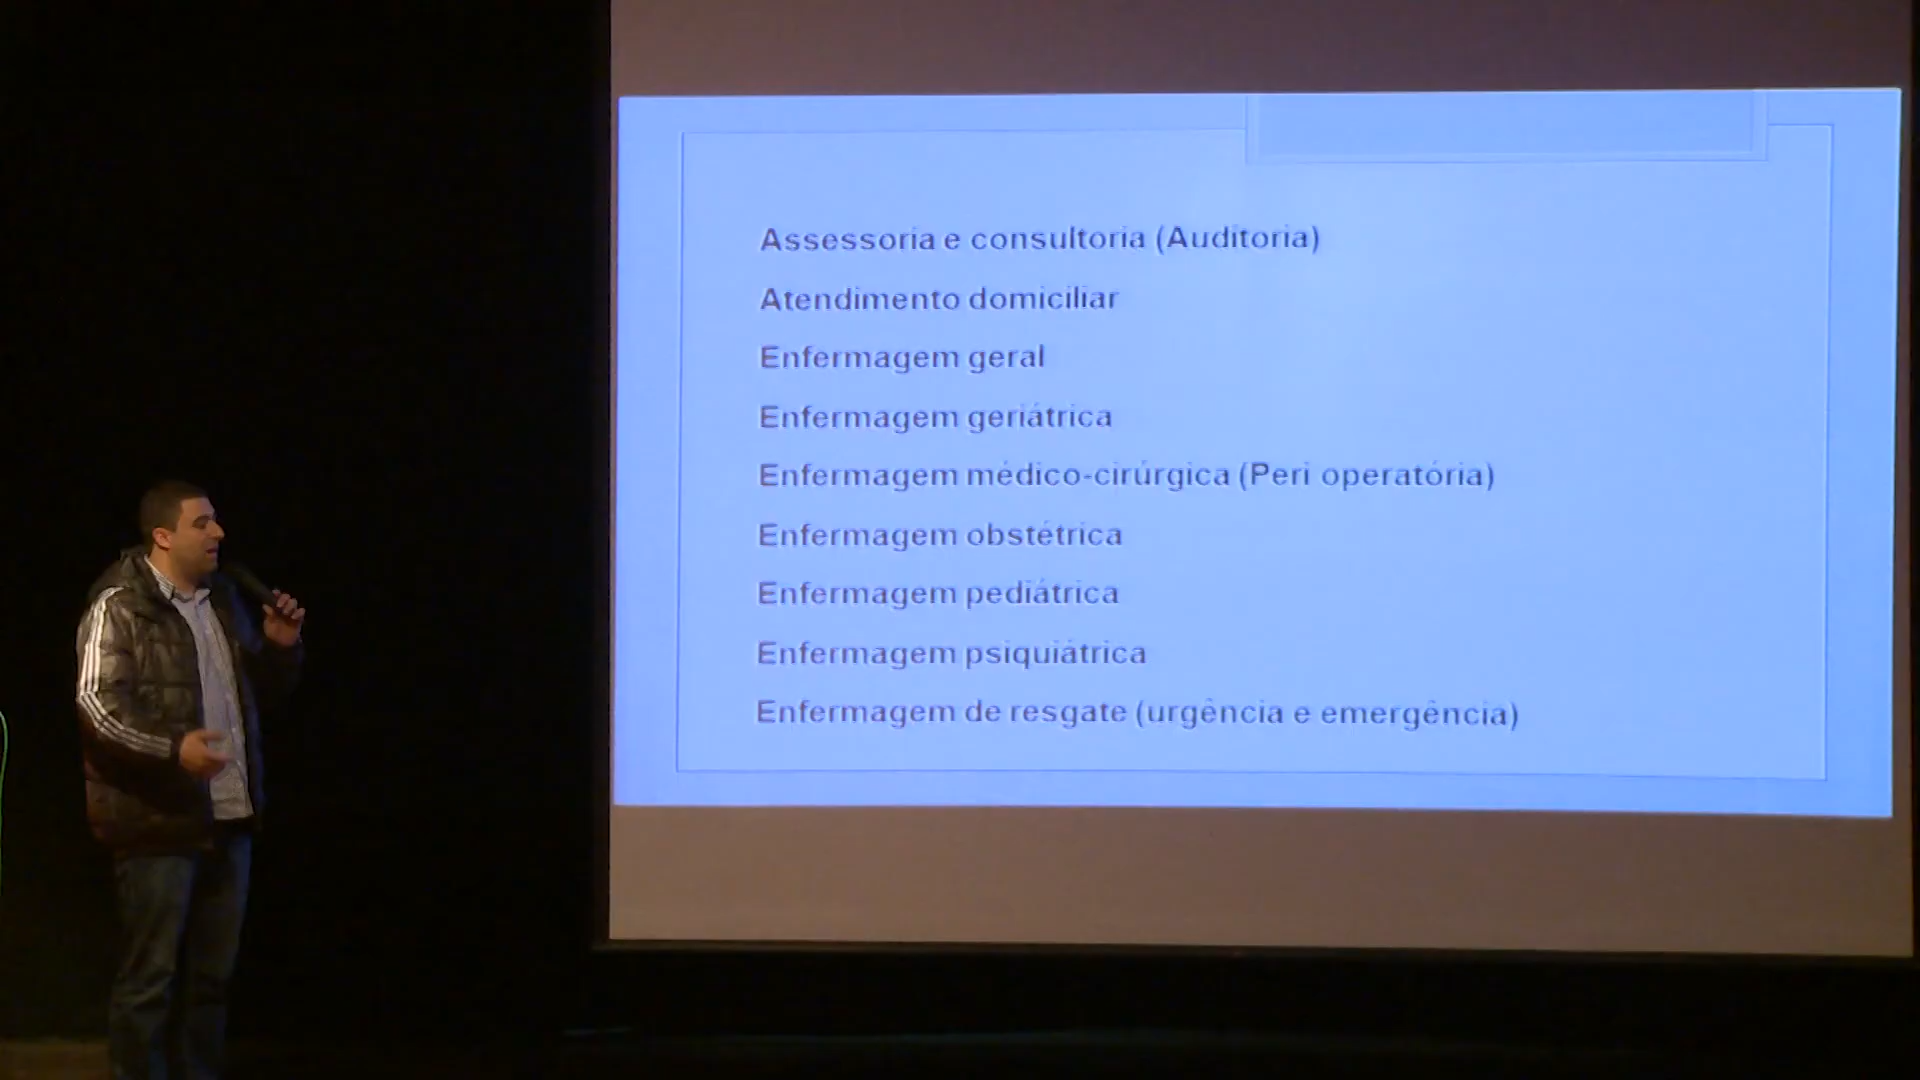 Assessoria e consultoria (Auditoria)
Atendimento domiciliar
Enfermagem geral
Enfermagem geriátrica
Enfermagem médico-cirúrgica (Peri operatória)
Enfermagem obstétrica
Enfermagem pediátrica
Enfermagem psiquiátrica
Enfermagem de resgate (urgência e emergência)